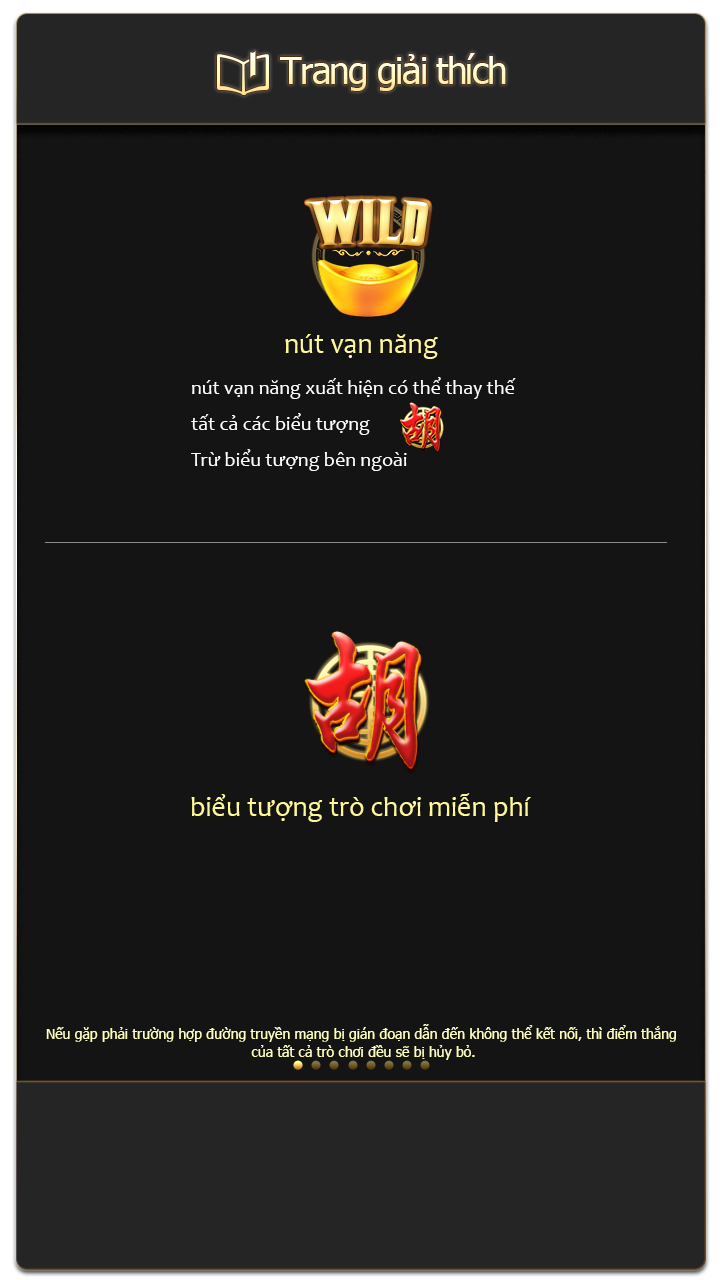 Trang giải thích
WILD
nút vạn năng
nút vạn năng xuất hiện có thể thay thế
tất cả các biểu tượng 胡
Trừ biểu tượng bên ngoài
胡
biểu tượng trò chơi miễn phí
Nếu gặp phải trường hợp đường truyền mạng bị gián đoạn dẫn đến không thể kết nối, thì điểm thắng
của tất cả trò chơi đều sẽ bị hủy bỏ.